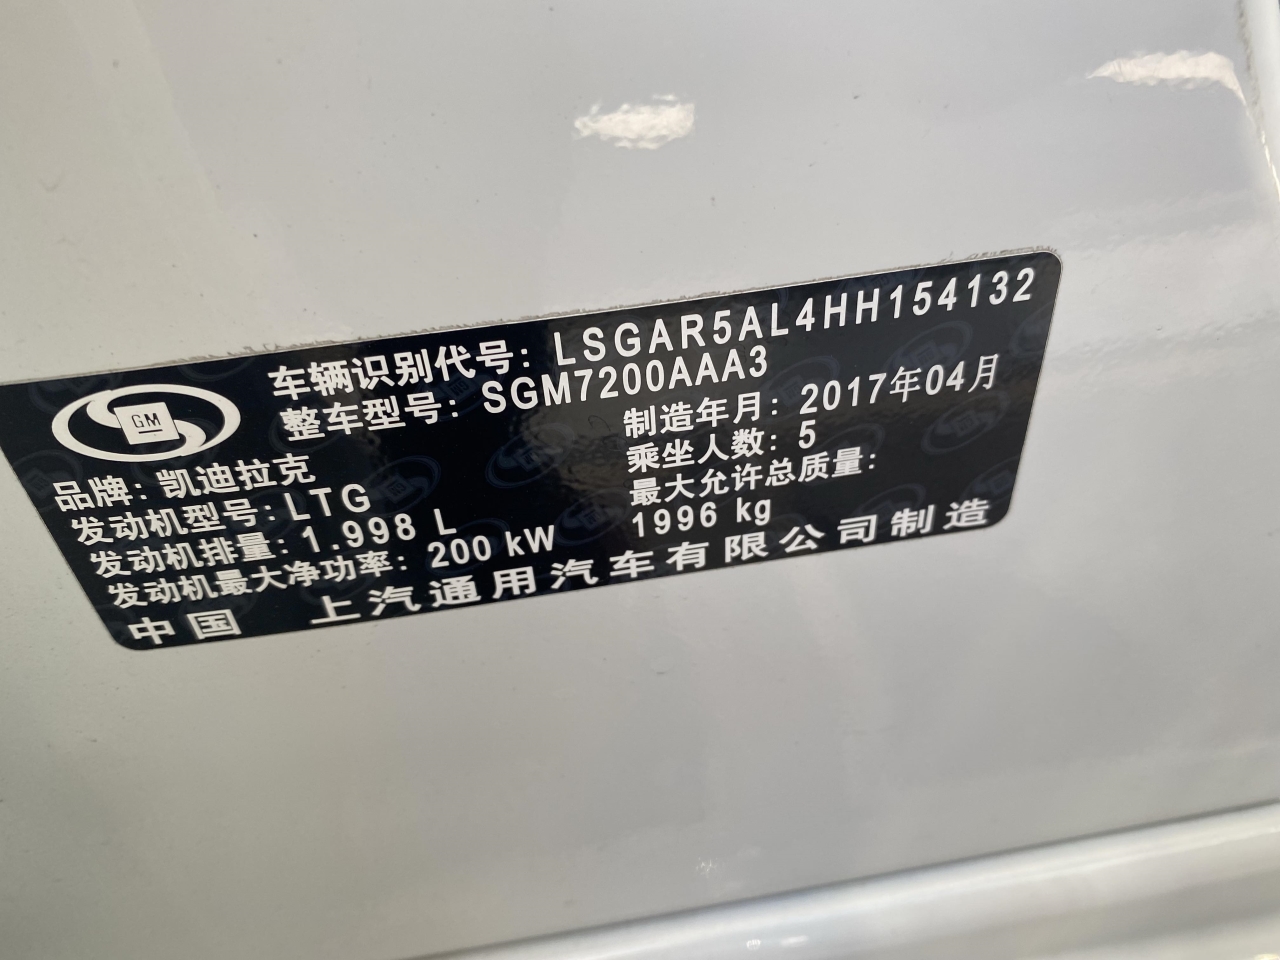 车辆识别代号: LSGAR5AL4HH154132
整车型号: SGM7200AAA3
GM
制造年月: 2017年04月
品牌: 凯迪拉克
乘坐人数: 5
发动机型号: LTG
最大允许总质量:
发动机排量: 1.998 L
1996 kg
发动机最大净功率: 200 kW
中国 上汽通用汽车有限公司制造